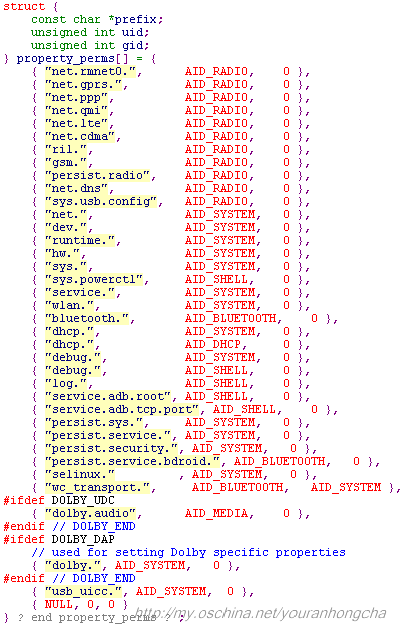 struct {
    const char *prefix;
    unsigned int uid;
    unsigned int gid;
} property_perms[] = {
    { "net.rmnet0.",      AID_RADIO,    0 },
    { "net.gprs.",        AID_RADIO,    0 },
    { "net.ppp",          AID_RADIO,    0 },
    { "net.qmi",          AID_RADIO,    0 },
    { "net.lte",          AID_RADIO,    0 },
    { "net.cdma",         AID_RADIO,    0 },
    { "ril.",             AID_RADIO,    0 },
    { "gsm.",             AID_RADIO,    0 },
    { "persist.radio",    AID_RADIO,    0 },
    { "net.dns",          AID_RADIO,    0 },
    { "sys.usb.config",   AID_RADIO,    0 },
    { "net.",             AID_SYSTEM,   0 },
    { "dev.",             AID_SYSTEM,   0 },
    { "runtime.",         AID_SYSTEM,   0 },
    { "hw.",              AID_SYSTEM,   0 },
    { "sys.",             AID_SYSTEM,   0 },
    { "sys.powerctl",     AID_SHELL,    0 },
    { "service.",         AID_SYSTEM,   0 },
    { "wlan.",            AID_SYSTEM,   0 },
    { "bluetooth.",       AID_BLUETOOTH,    0 },
    { "dhcp.",            AID_SYSTEM,   0 },
    { "dhcp.",            AID_DHCP,     0 },
    { "debug.",           AID_SYSTEM,   0 },
    { "debug.",           AID_SHELL,    0 },
    { "log.",             AID_SHELL,    0 },
    { "service.adb.root", AID_SHELL,    0 },
    { "service.adb.tcp.port", AID_SHELL,    0 },
    { "persist.sys.",     AID_SYSTEM,   0 },
    { "persist.service.", AID_SYSTEM,   0 },
    { "persist.security.", AID_SYSTEM,   0 },
    { "persist.service.bdroid.", AID_BLUETOOTH,   0 },
    { "selinux."         , AID_SYSTEM,   0 },
    { "wc_transport.",     AID_BLUETOOTH,   AID_SYSTEM },
#ifdef DOLBY_UDC
    { "dolby.audio",      AID_MEDIA,    0 },
#endif // DOLBY_END
#ifdef DOLBY_DAP
    // used for setting Dolby specific properties
    { "dolby.", AID_SYSTEM,   0 },
#endif // DOLBY_END
    { "usb_uicc.", AID_SYSTEM,  0 },
    { NULL, 0, 0 }
} ? end property_perms ? ;
http://my.oschina.net/youranhongcha